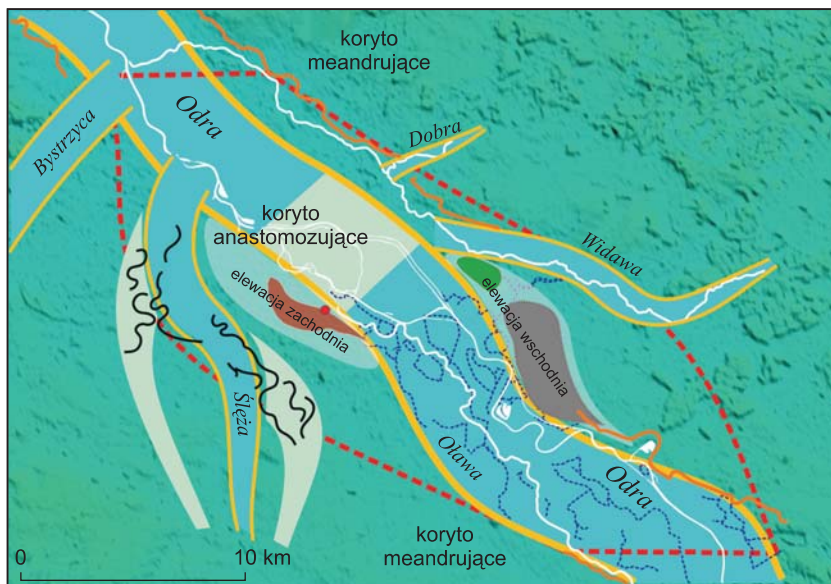 koryto
meandrujące
Odra
Dobra
Bystrzyca
koryto
anastomozujące
Widawa
elewacja zachodnia
elewacja wschodnia
Ślęża
Oława
Odra
koryto
meandrujące
0
10 km